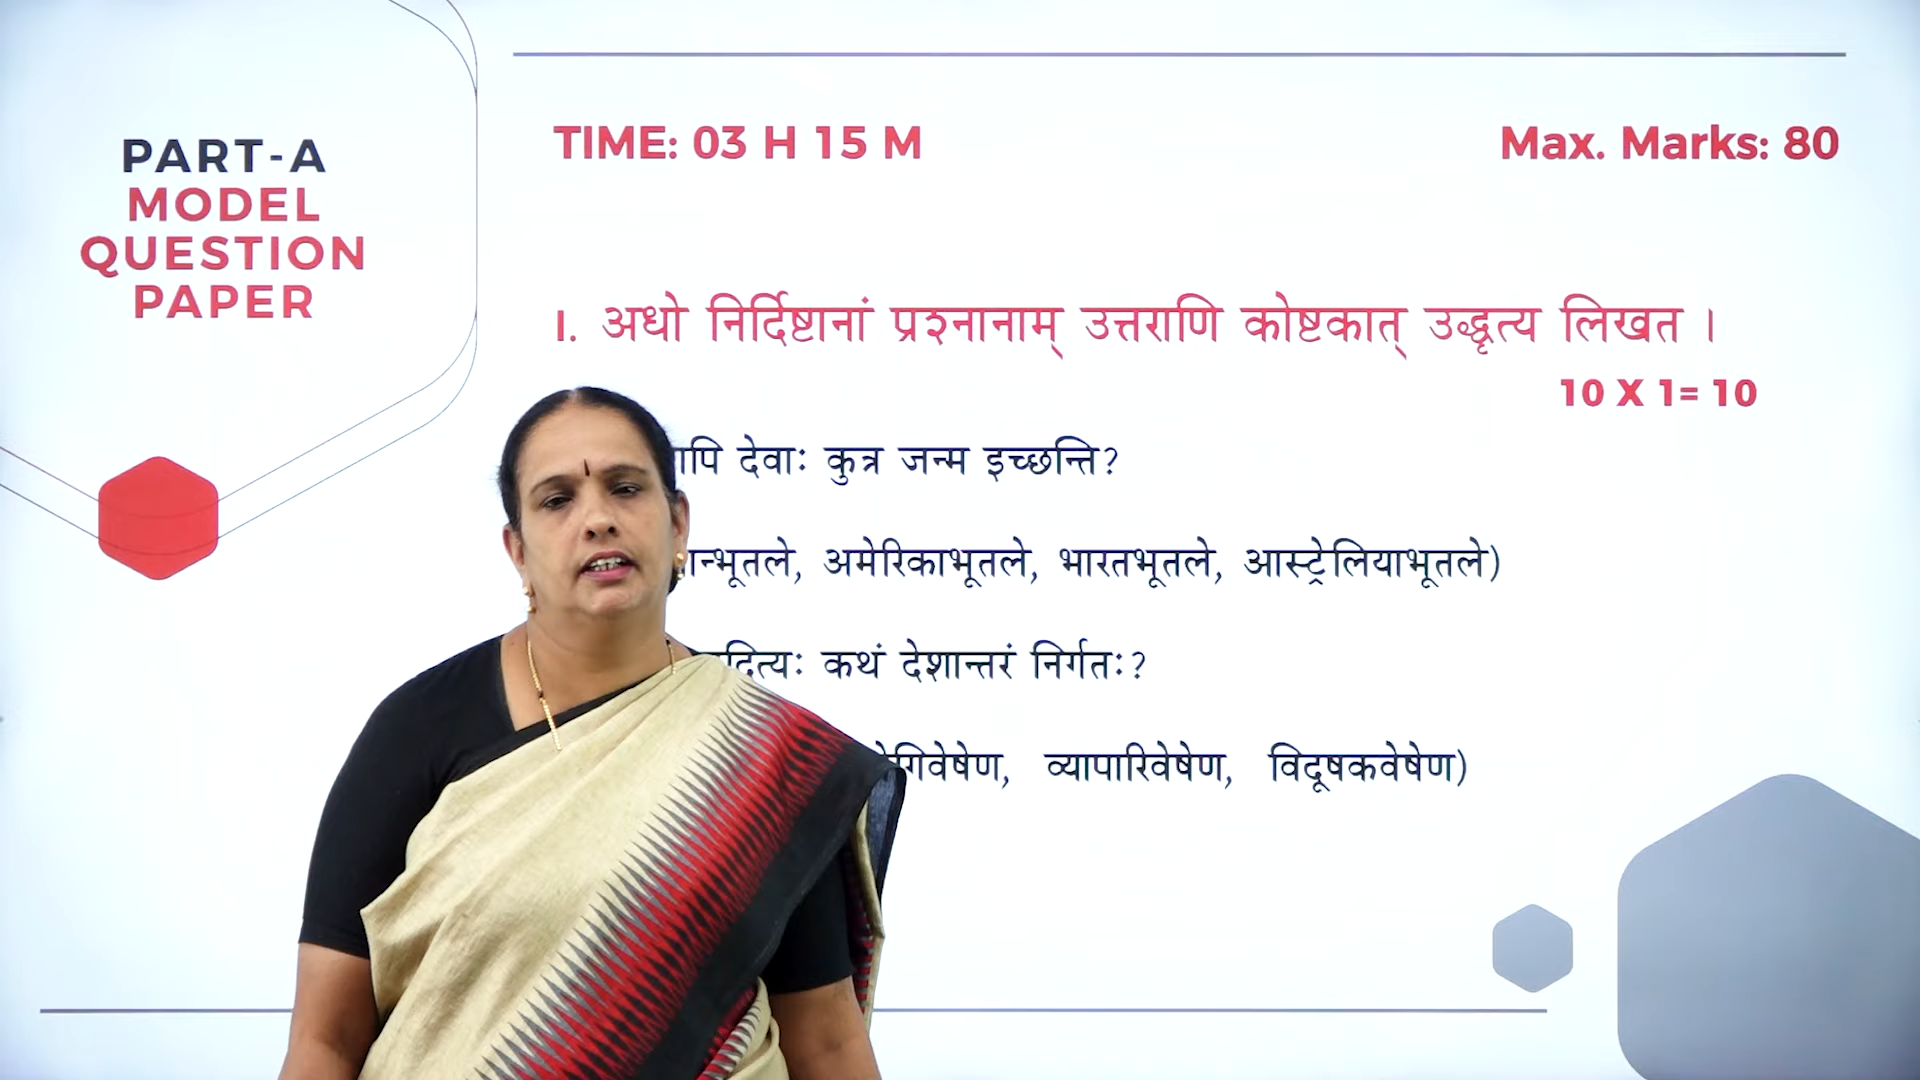 PART-A
MODEL
QUESTION
PAPER
TIME: 03 H 15 M
Max. Marks: 80
I. अधो निर्दिष्टानां प्रश्नानाम् उत्तराणि कोष्टकात् उद्धृत्य लिखत ।
10 X 1= 10
देवाः कुत्र जन्म इच्छन्ति?
अमेरिकाभूतले, भारतभूतले, आस्ट्रेलियाभूतले)
कथं देशान्तरं निर्गतः?
व्यापारिवेषेण, विदूषकवेषेण)